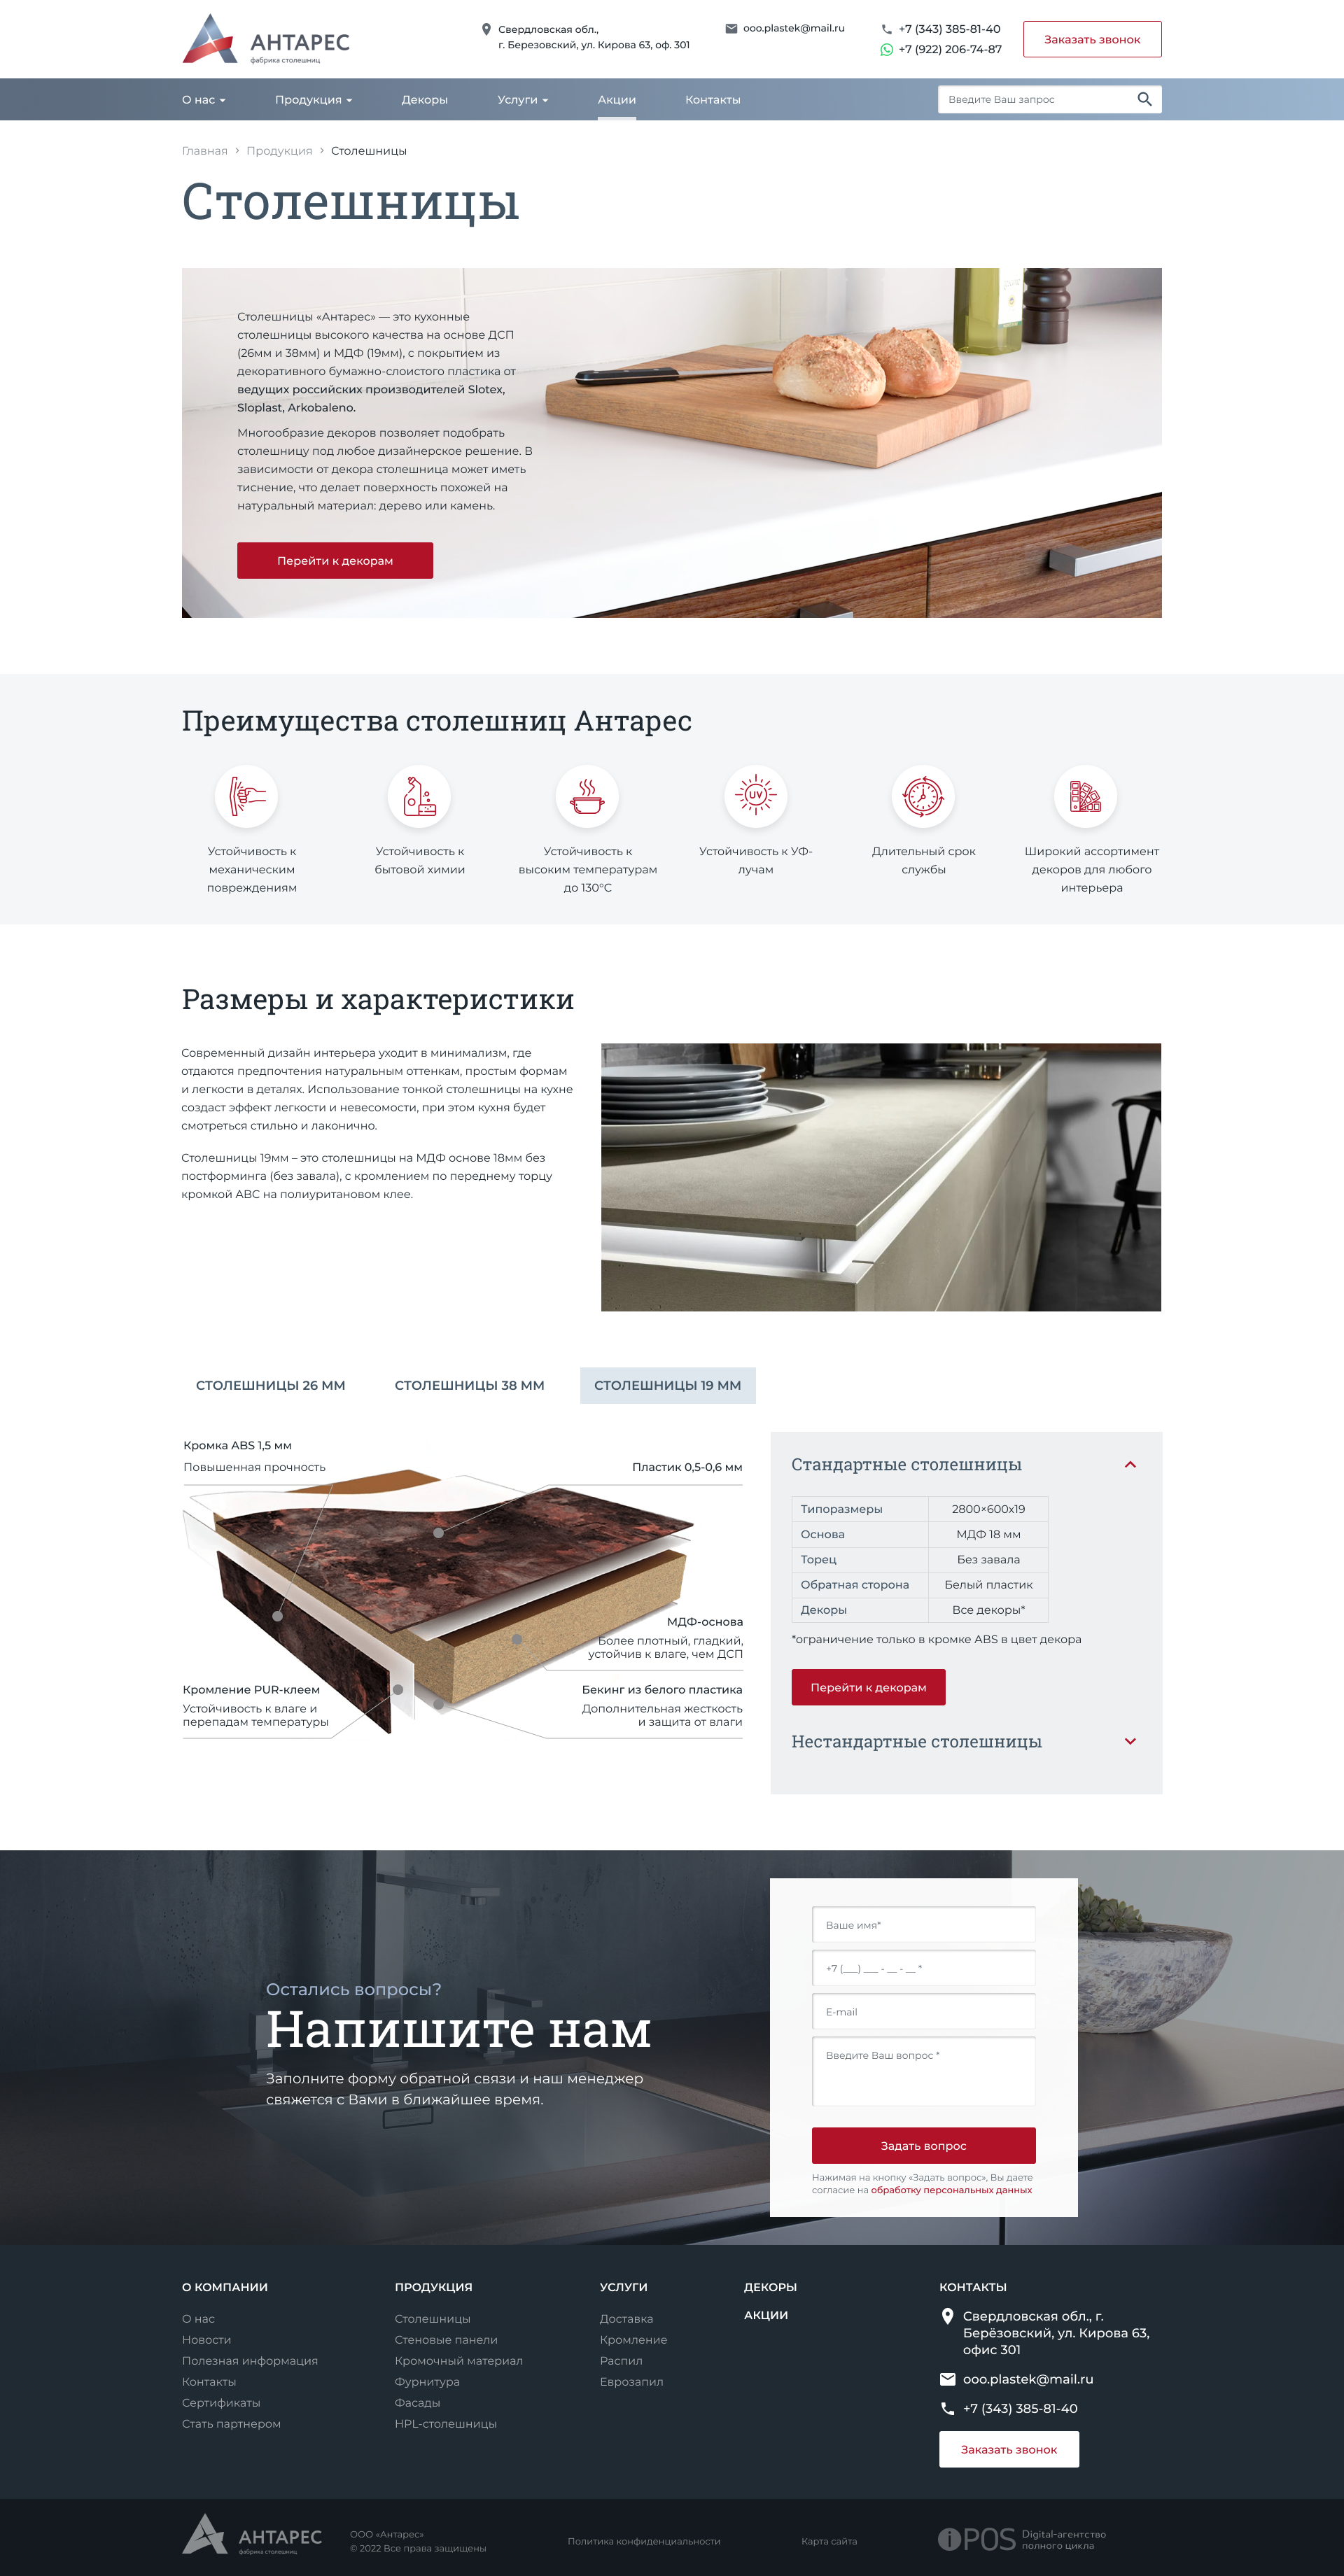 АНТАРЕС
фабрика столешниц
Свердловская обл.,
г. Березовский, ул. Кирова 63, оф. 301
ooo.plastek@mail.ru
+7 (343) 385-81-40
+7 (922) 206-74-87
Заказать звонок
О нас
Продукция
Декоры
Услуги
Акции
Контакты
Введите Ваш запрос
Главная > Продукция > Столешницы
Столешницы
Столешницы «Антарес» — это кухонные
столешницы высокого качества на основе ДСП
(26мм и 38мм) и МДФ (19мм), с покрытием из
декоративного бумажно-слоистого пластика от
ведущих российских производителей Slotex,
Sloplast, Arkobaleno.
Многообразие декоров позволяет подобрать
столешницу под любое дизайнерское решение. В
зависимости от декора столешница может иметь
тиснение, что делает поверхность похожей на
натуральный материал: дерево или камень.
Перейти к декорам
Преимущества столешниц Антарес
Устойчивость к
механическим
повреждениям
Устойчивость к
бытовой химии
Устойчивость к
высоким температурам
до 130°С
UV
Устойчивость к УФ-
лучам
Длительный срок
службы
Широкий ассортимент
декоров для любого
интерьера
Размеры и характеристики
Современный дизайн интерьера уходит в минимализм, где
отдаются предпочтения натуральным оттенкам, простым формам
и легкости в деталях. Использование тонкой столешницы на кухне
создаст эффект легкости и невесомости, при этом кухня будет
смотреться стильно и лаконично.
Столешницы 19мм – это столешницы на МДФ основе 18мм без
постформинга (без завала), с кромлением по переднему торцу
кромкой АВС на полиуритановом клее.
СТОЛЕШНИЦЫ 26 ММ
СТОЛЕШНИЦЫ 38 ММ
СТОЛЕШНИЦЫ 19 ММ
Кромка ABS 1,5 мм
Повышенная прочность
Пластик 0,5-0,6 мм
МДФ-основа
Более плотный, гладкий,
устойчив к влаге, чем ДСП
Кромление PUR-клеем
Устойчивость к влаге и
перепадам температуры
Бекинг из белого пластика
Дополнительная жесткость
и защита от влаги
Стандартные столешницы
Типоразмеры 2800×600х19
Основа МДФ 18 мм
Торец Без завала
Обратная сторона Белый пластик
Декоры Все декоры*
*ограничение только в кромке ABS в цвет декора
Перейти к декорам
Нестандартные столешницы
Остались вопросы?
Напишите нам
Заполните форму обратной связи и наш менеджер
свяжется с Вами в ближайшее время.
Ваше имя*
+7 (___) ___ - __ - __ *
E-mail
Введите Ваш вопрос *
Задать вопрос
Нажимая на кнопку «Задать вопрос», Вы даете
согласие на обработку персональных данных
О КОМПАНИИ
О нас
Новости
Полезная информация
Контакты
Сертификаты
Стать партнером
ПРОДУКЦИЯ
Столешницы
Стеновые панели
Кромочный материал
Фурнитура
Фасады
HPL-столешницы
УСЛУГИ
Доставка
Кромление
Распил
Еврозапил
ДЕКОРЫ
АКЦИИ
КОНТАКТЫ
Свердловская обл., г.
Берёзовский, ул. Кирова 63,
офис 301
ooo.plastek@mail.ru
+7 (343) 385-81-40
Заказать звонок
АНТАРЕС
фабрика столешниц
ООО «Антарес»
© 2022 Все права защищены
Политика конфиденциальности
Карта сайта
iPOS
Digital-агентство
полного цикла